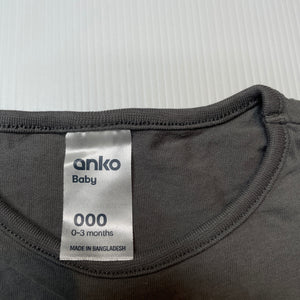 anko
Baby
000
0-3 months
MADE IN BANGLADESH